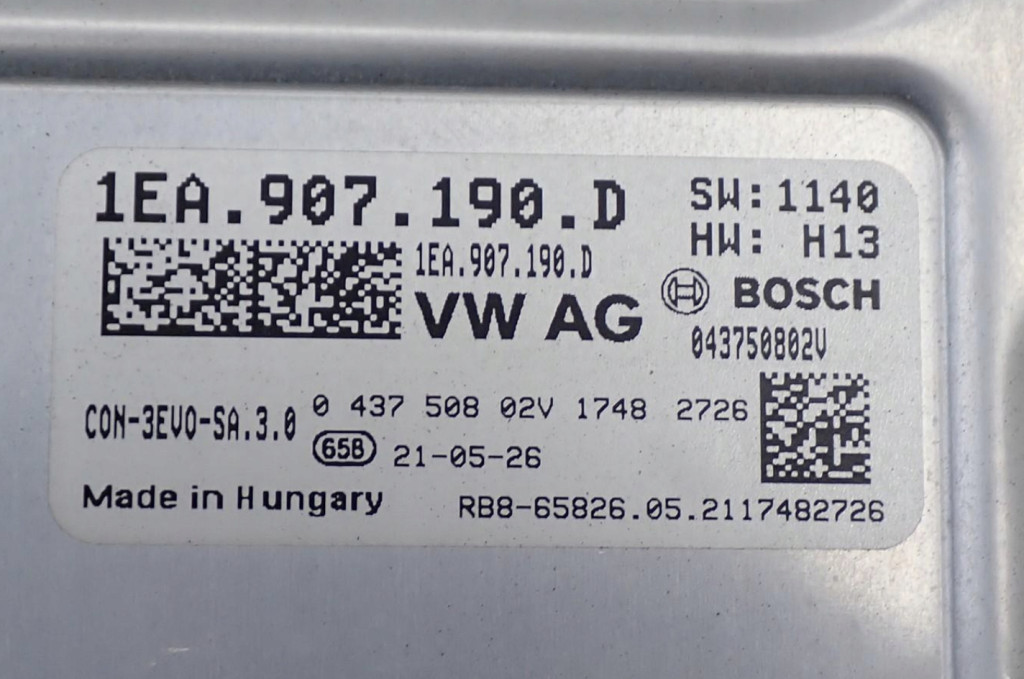 1EA.907.190.D
SW:1140
HW: H13
1EA.907.190.D
VW AG
BOSCH
043750802V
CON-3EVO-SA.3.0
0 437 508 02V 1748 2726
658 21-05-26
Made in Hungary
RB8-65826.05.2117482726